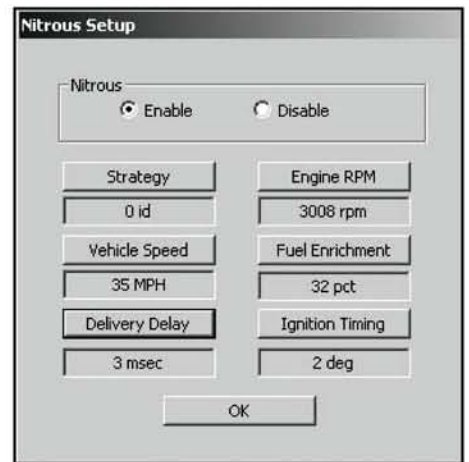 Nitrous Setup
Nitrous
Enable Disable
Strategy Engine RPM
0 id 3008 rpm
Vehicle Speed Fuel Enrichment
35 MPH 32 pct
Delivery Delay Ignition Timing
3 msec 2 deg
OK